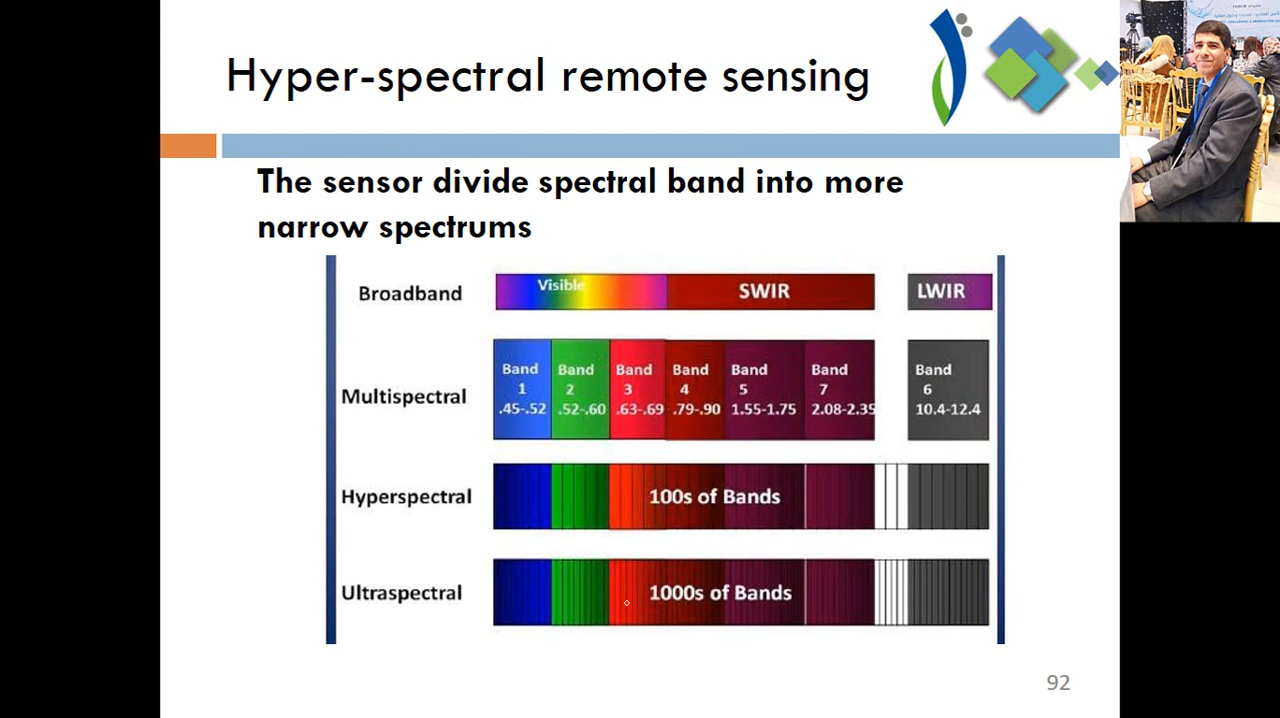 Hyper-spectral remote sensing
The sensor divide spectral band into more
narrow spectrums
Broadband
Visible
SWIR
LWIR
Multispectral
Band
1
.45-.52
Band
2
.52-.60
Band
3
.63-.69
Band
4
.79-.90
Band
5
1.55-1.75
Band
7
2.08-2.35
Band
6
10.4-12.4
Hyperspectral
100s of Bands
Ultraspectral
1000s of Bands
92